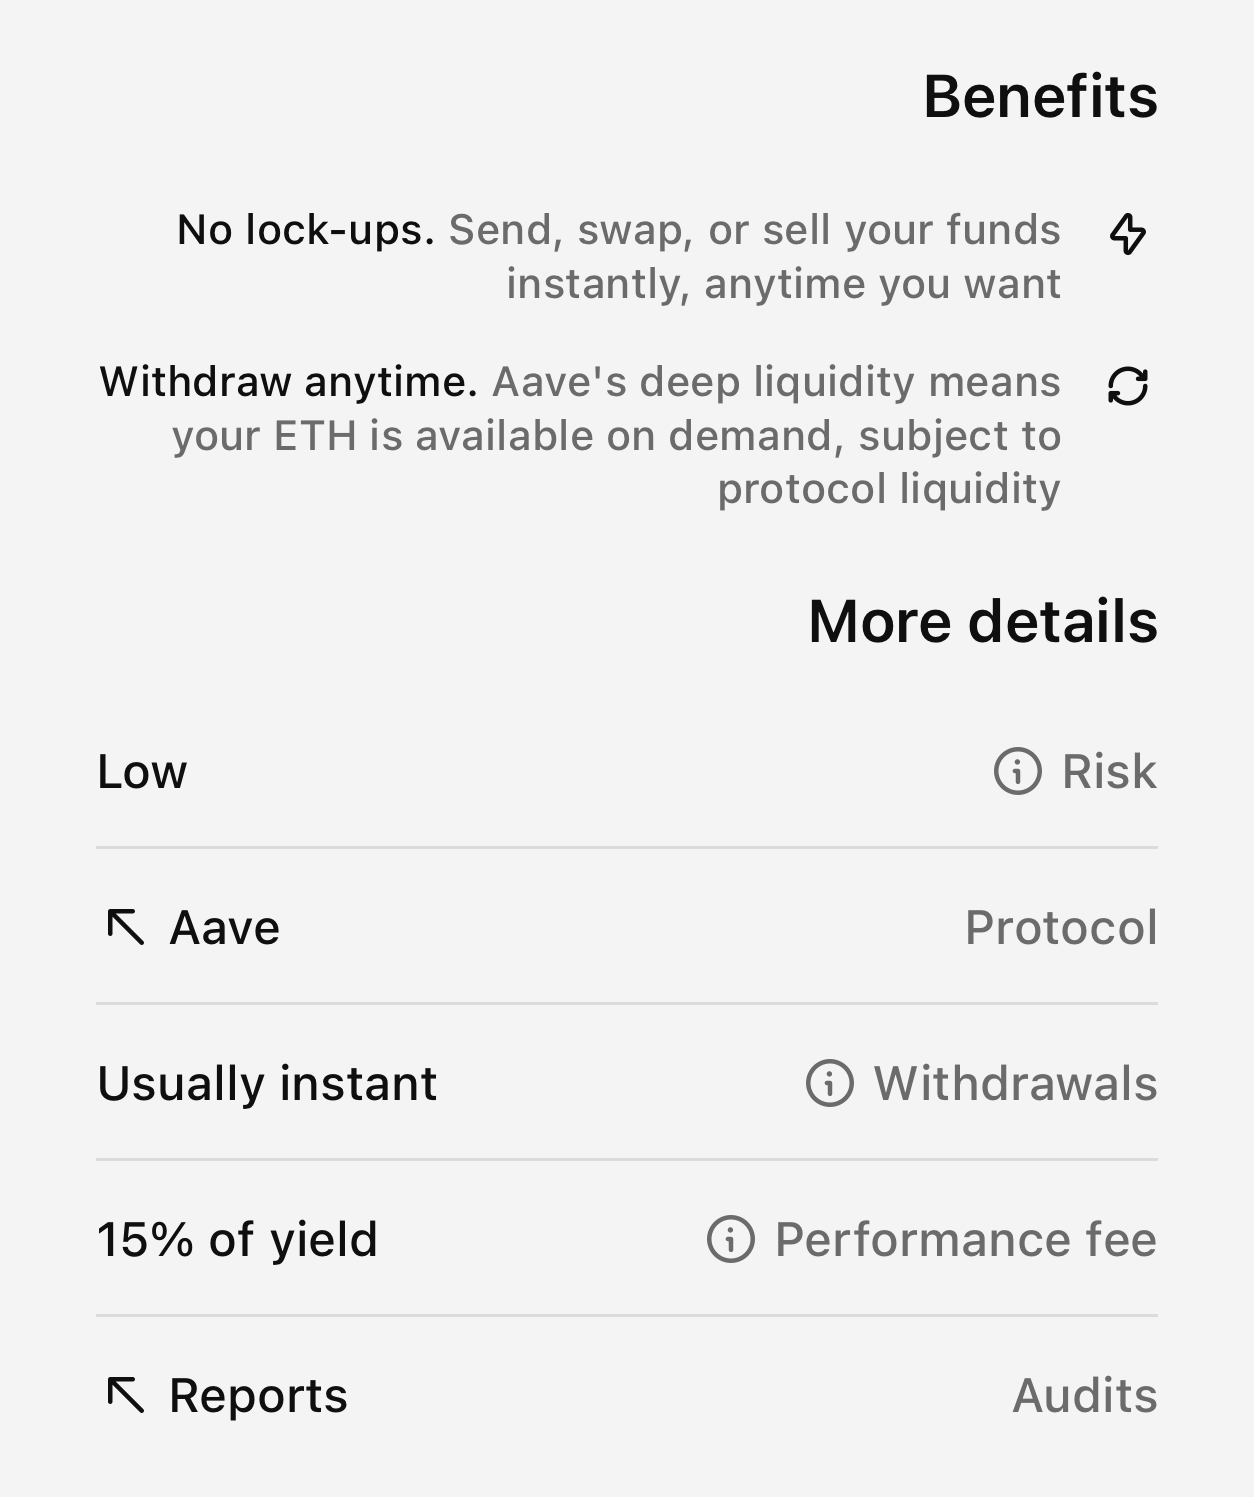 Benefits
No lock-ups. Send, swap, or sell your funds
instantly, anytime you want
Withdraw anytime. Aave's deep liquidity means
your ETH is available on demand, subject to
protocol liquidity
More details
Risk
Low
Protocol
Aave
Withdrawals
Usually instant
Performance fee
15% of yield
Audits
Reports